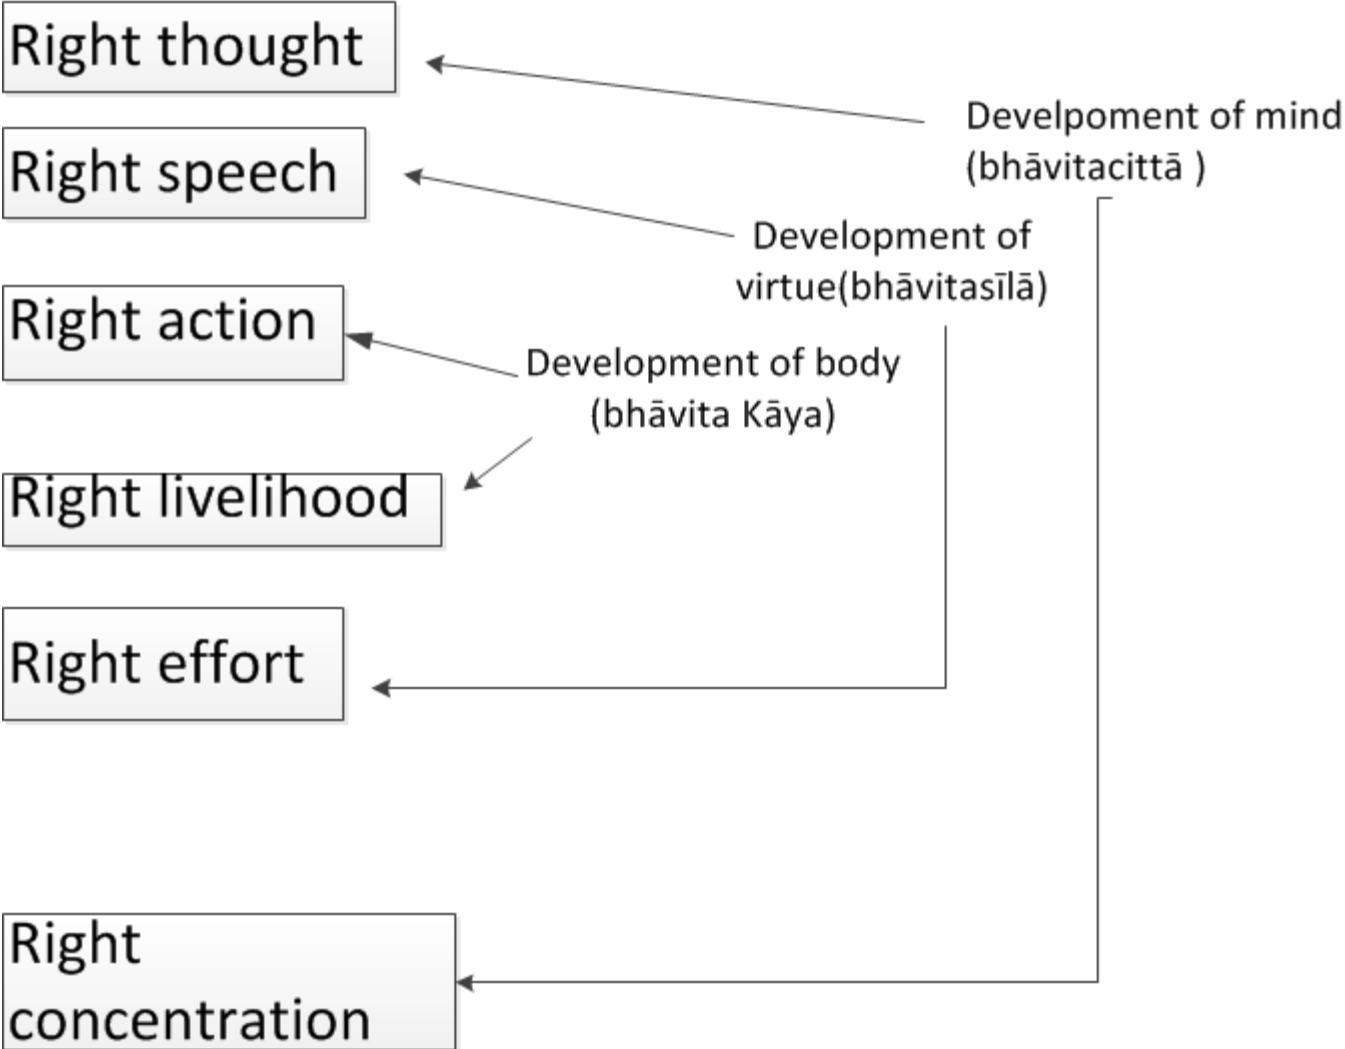 Right thought
Develpoment of mind
(bhāvitacittā )
Right speech
Development of
virtue(bhāvitasīlā)
Right action
Development of body
(bhāvita Kāya)
Right livelihood
Right effort
Right
concentration